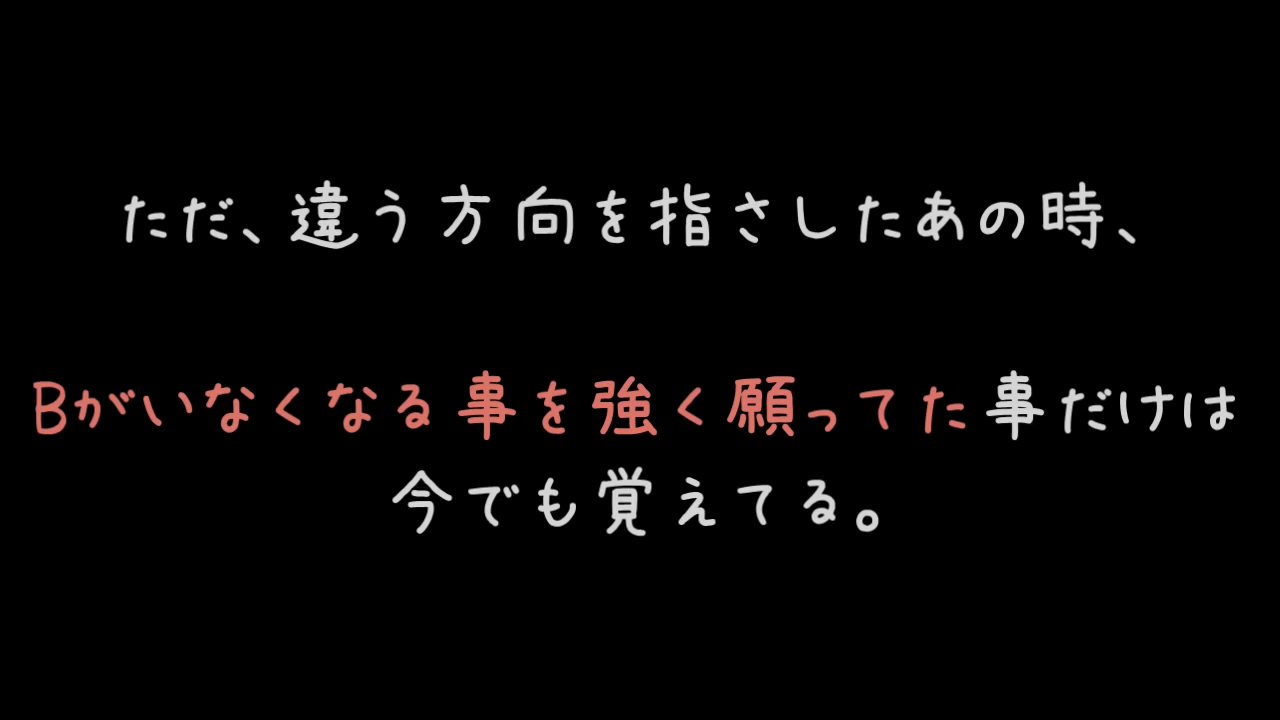 ただ、違う方向を指さしたあの時、
Bがいなくなる事を強く願ってた事だけは
今でも覚えてる。